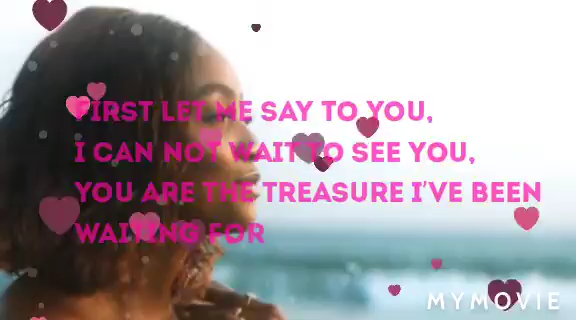 FIRST LET ME SAY TO YOU,
I CAN NOT WAIT TO SEE YOU,
YOU ARE THE TREASURE I'VE BEEN
WAITING FOR
MYMOVIE